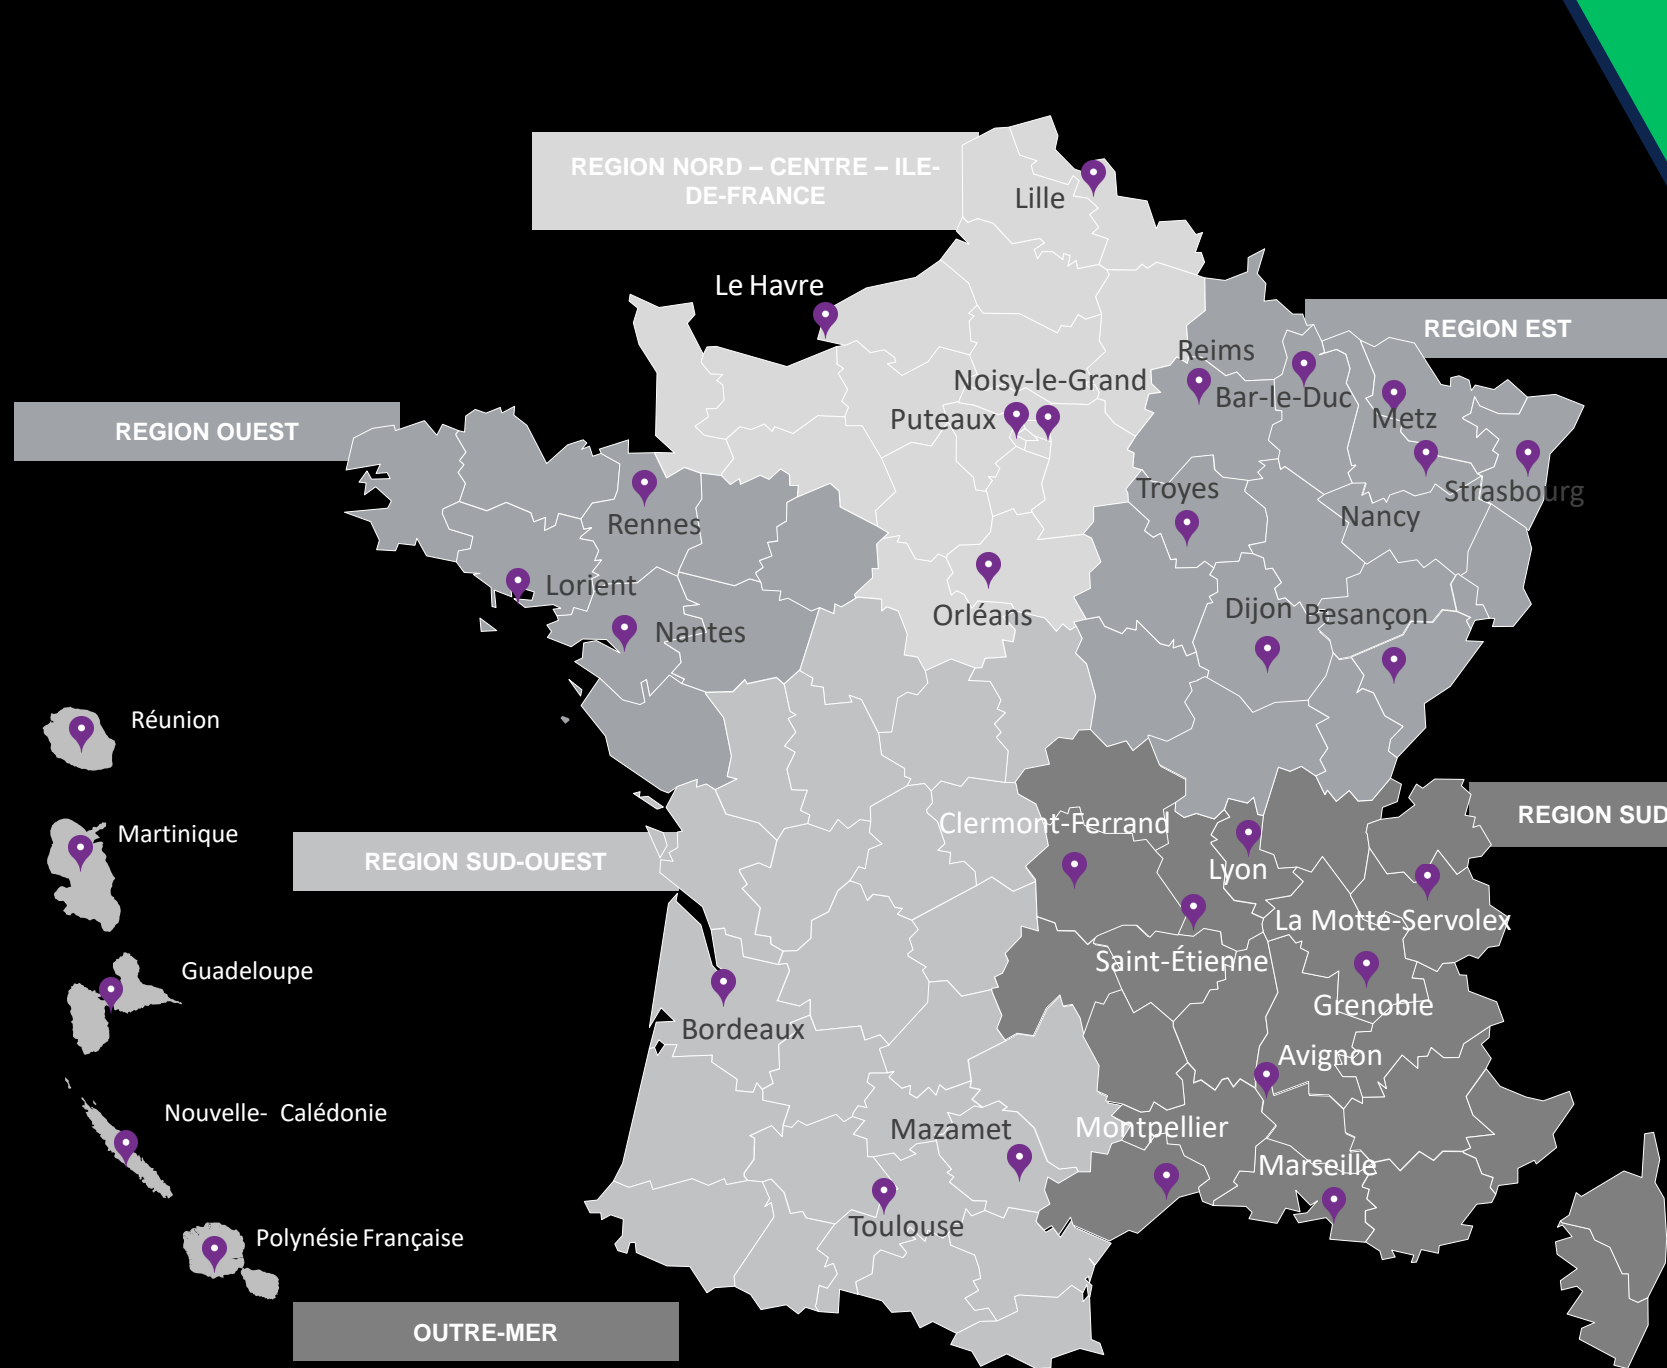 REGION NORD – CENTRE – ILE-
DE-FRANCE
Lille
Le Havre
REGION EST
Reims
Noisy-le-Grand
Bar-le-Duc
Puteaux
Metz
REGION OUEST
Troyes
Strasbourg
Nancy
Rennes
Lorient
Orléans
Dijon
Besançon
Nantes
Réunion
Martinique
Clermont-Ferrand
REGION SUD
REGION SUD-OUEST
Lyon
La Motte-Servolex
Saint-Étienne
Guadeloupe
Grenoble
Bordeaux
Avignon
Nouvelle- Calédonie
Mazamet
Montpellier
Marseille
Toulouse
Polynésie Française
OUTRE-MER